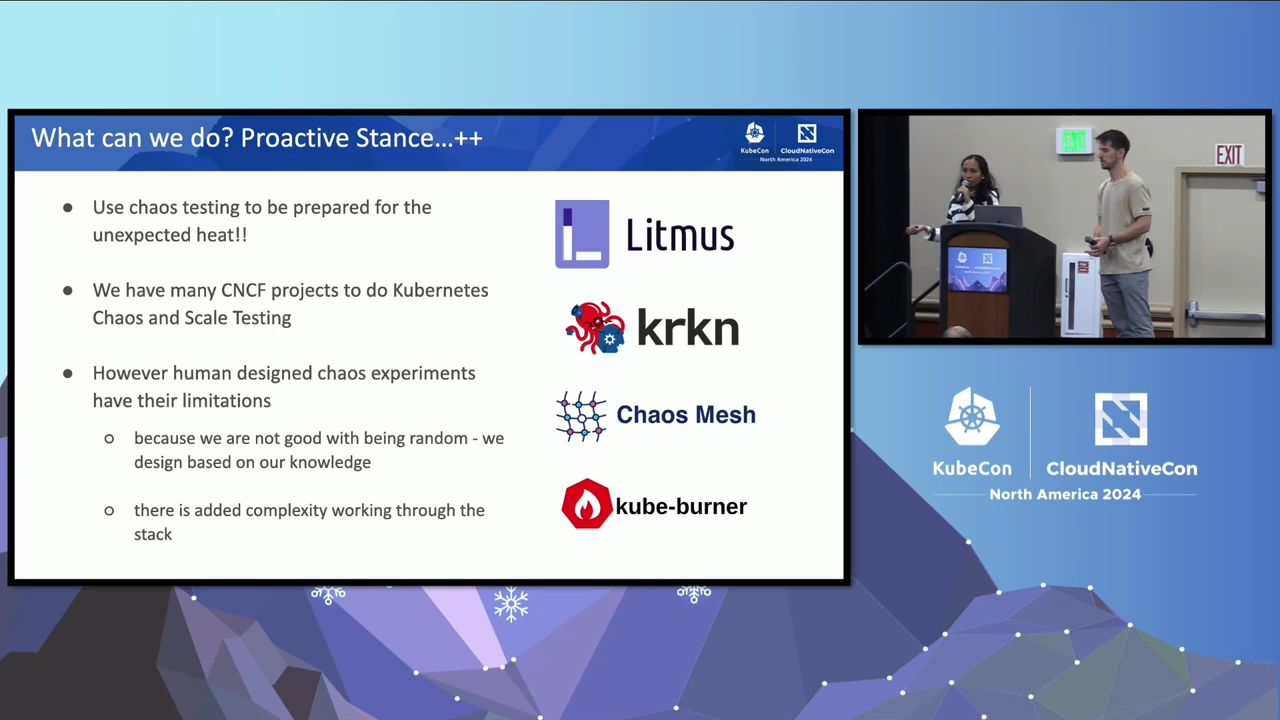 What can we do? Proactive Stance...++
KubeCon
CloudNativeCon
North America 2024
● Use chaos testing to be prepared for the
unexpected heat!!
● We have many CNCF projects to do Kubernetes
Chaos and Scale Testing
● However human designed chaos experiments
have their limitations
○ because we are not good with being random - we
design based on our knowledge
○ there is added complexity working through the
stack
Litmus
krkn
Chaos Mesh
kube-burner
EXIT
KubeCon
CloudNativeCon
North America 2024